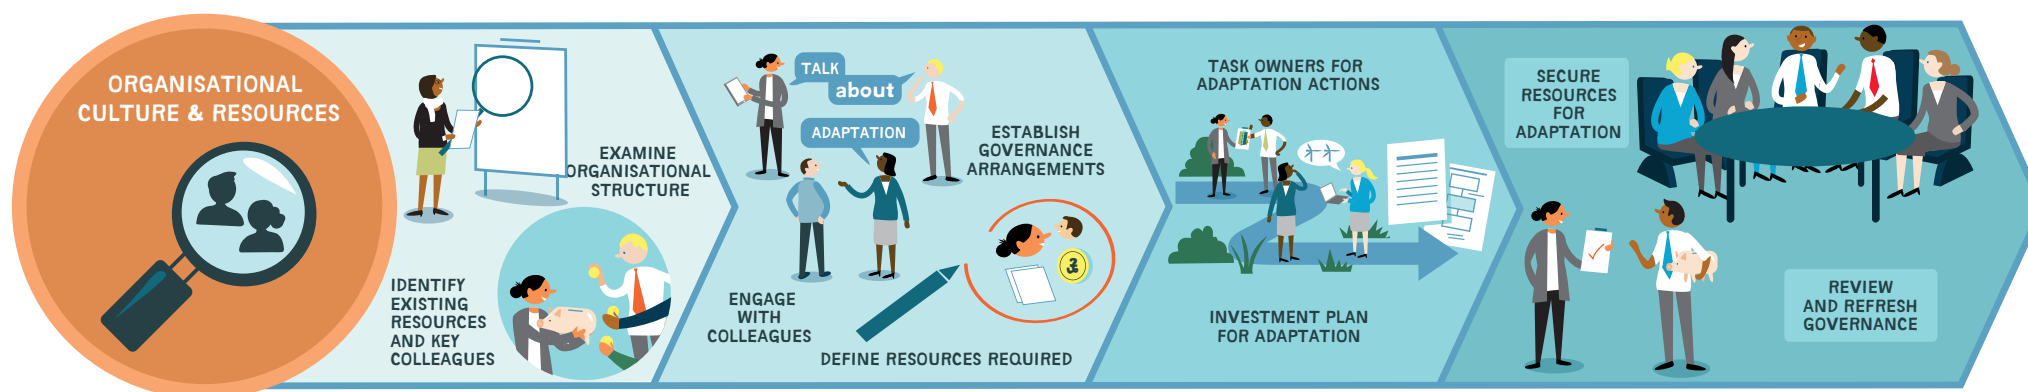 ORGANISATIONAL
CULTURE & RESOURCES
EXAMINE
ORGANISATIONAL
STRUCTURE
IDENTIFY
EXISTING
RESOURCES
AND KEY
COLLEAGUES
TALK
about
ADAPTATION
ESTABLISH
GOVERNANCE
ARRANGEMENTS
ENGAGE
WITH
COLLEAGUES
DEFINE RESOURCES REQUIRED
TASK OWNERS FOR
ADAPTATION ACTIONS
INVESTMENT PLAN
FOR ADAPTATION
SECURE
RESOURCES
FOR
ADAPTATION
REVIEW
AND REFRESH
GOVERNANCE